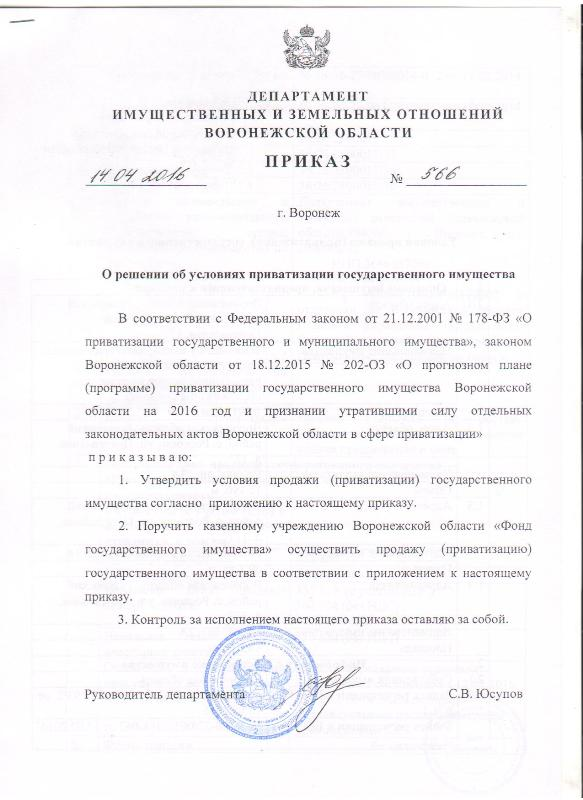 ДЕПАРТАМЕНТ
ИМУЩЕСТВЕННЫХ И ЗЕМЕЛЬНЫХ ОТНОШЕНИЙ
ВОРОНЕЖСКОЙ ОБЛАСТИ
ПРИКАЗ
14.04.2016 № 566
г. Воронеж
О решении об условиях приватизации государственного имущества
В соответствии с Федеральным законом от 21.12.2001 № 178-ФЗ «О
приватизации государственного и муниципального имущества», законом
Воронежской области от 18.12.2015 № 202-ОЗ «О прогнозном плане
(программе) приватизации государственного имущества Воронежской
области на 2016 год и признании утратившими силу отдельных
законодательных актов Воронежской области в сфере приватизации»
п р и к а з ы в а ю:
1. Утвердить условия продажи (приватизации) государственного
имущества согласно приложению к настоящему приказу.
2. Поручить казенному учреждению Воронежской области «Фонд
государственного имущества» осуществить продажу (приватизацию)
государственного имущества в соответствии с приложением к настоящему
приказу.
3. Контроль за исполнением настоящего приказа оставляю за собой.
Руководитель департамента С.В. Юсупов